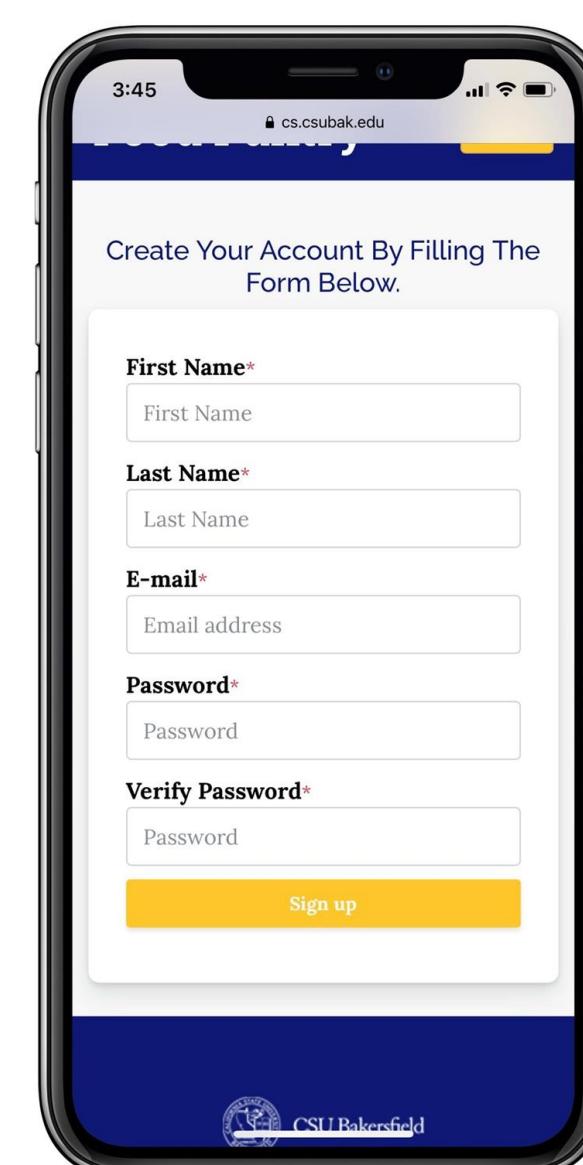 3:45
cs.csubak.edu
Create Your Account By Filling The
Form Below.
First Name*
First Name
Last Name*
Last Name
E-mail*
Email address
Password*
Password
Verify Password*
Password
Sign up
CSU Bakersfield